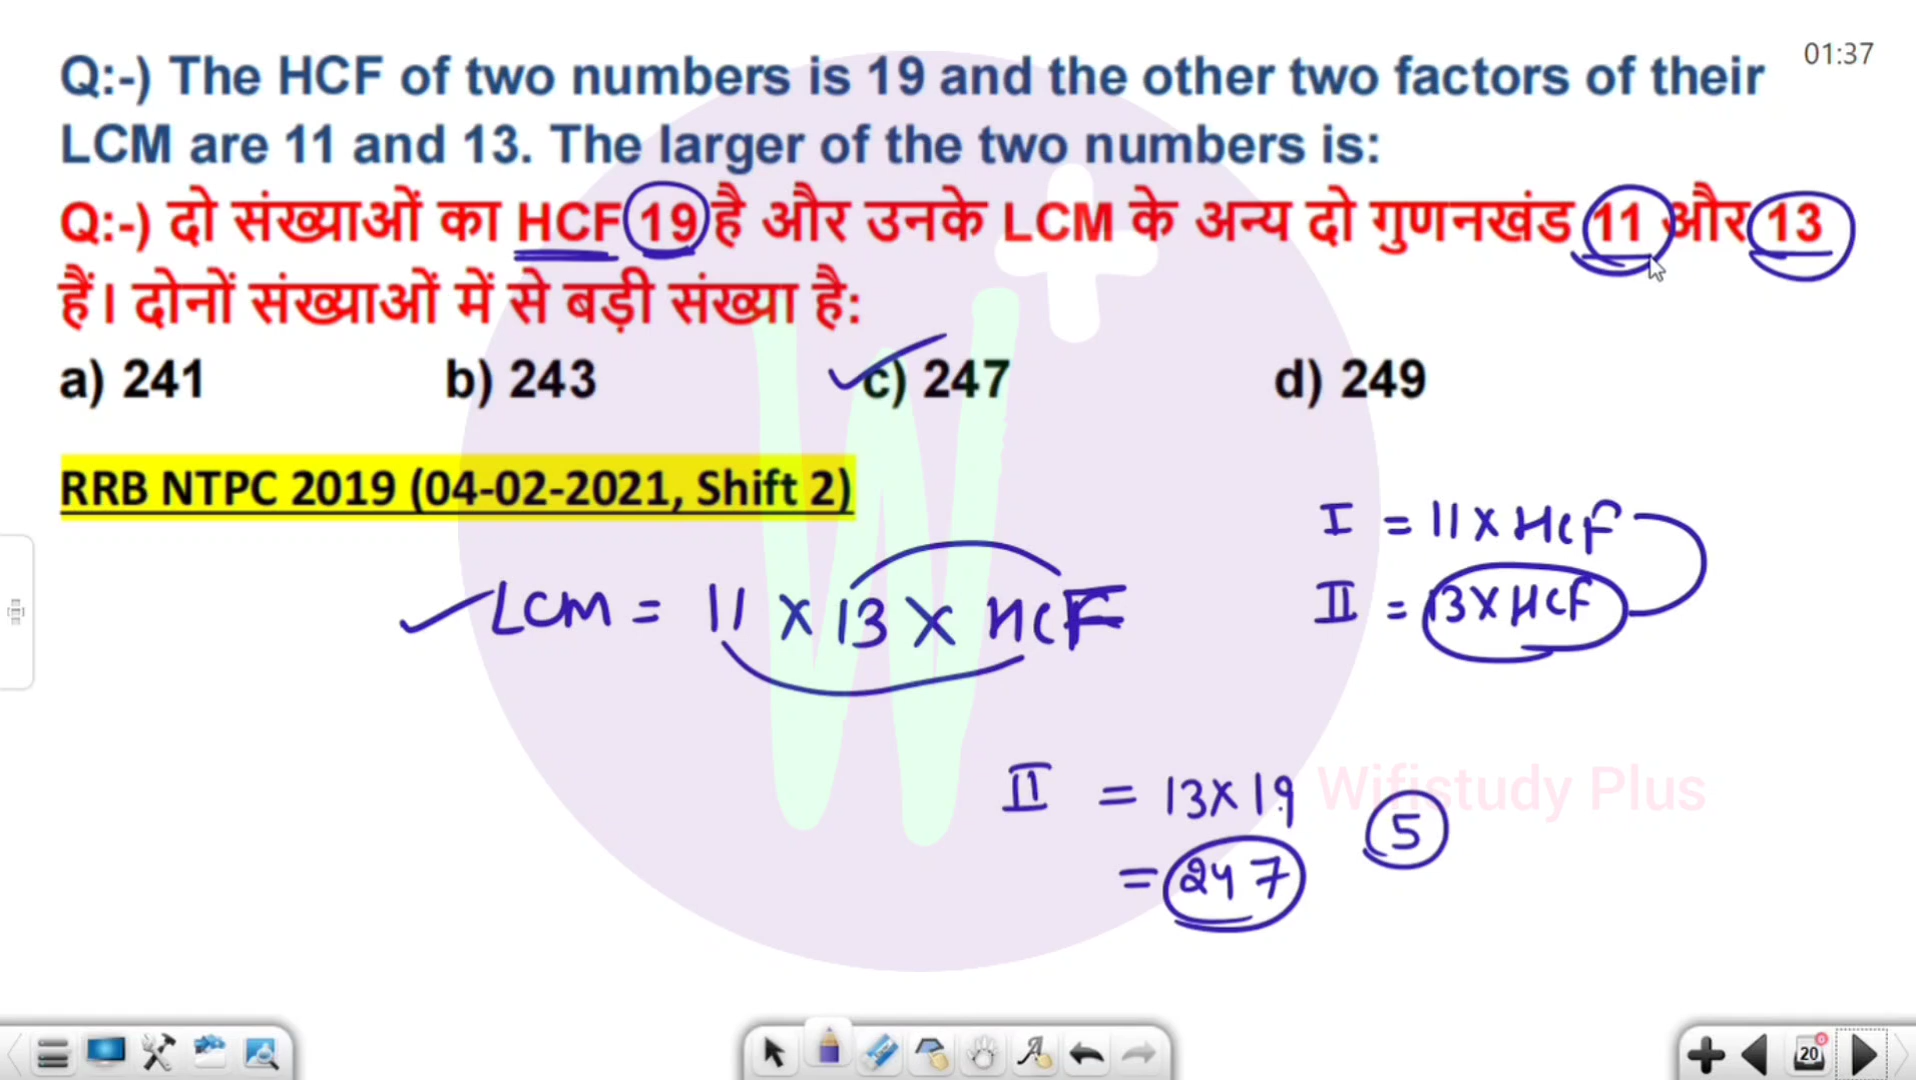 01:37
Q:-) The HCF of two numbers is 19 and the other two factors of their
LCM are 11 and 13. The larger of the two numbers is:
Q:-) दो संख्याओं का HCF 19 है और उनके LCM के अन्य दो गुणनखंड 11 और 13
हैं। दोनों संख्याओं में से बड़ी संख्या है:
a) 241 b) 243 c) 247 d) 249
RRB NTPC 2019 (04-02-2021, Shift 2)
I = 11 x HCF
II = 13 x HCF
LCM = 11 x 13 x HCF
II = 13 x 19
= 247
5
Wifistudy Plus
20